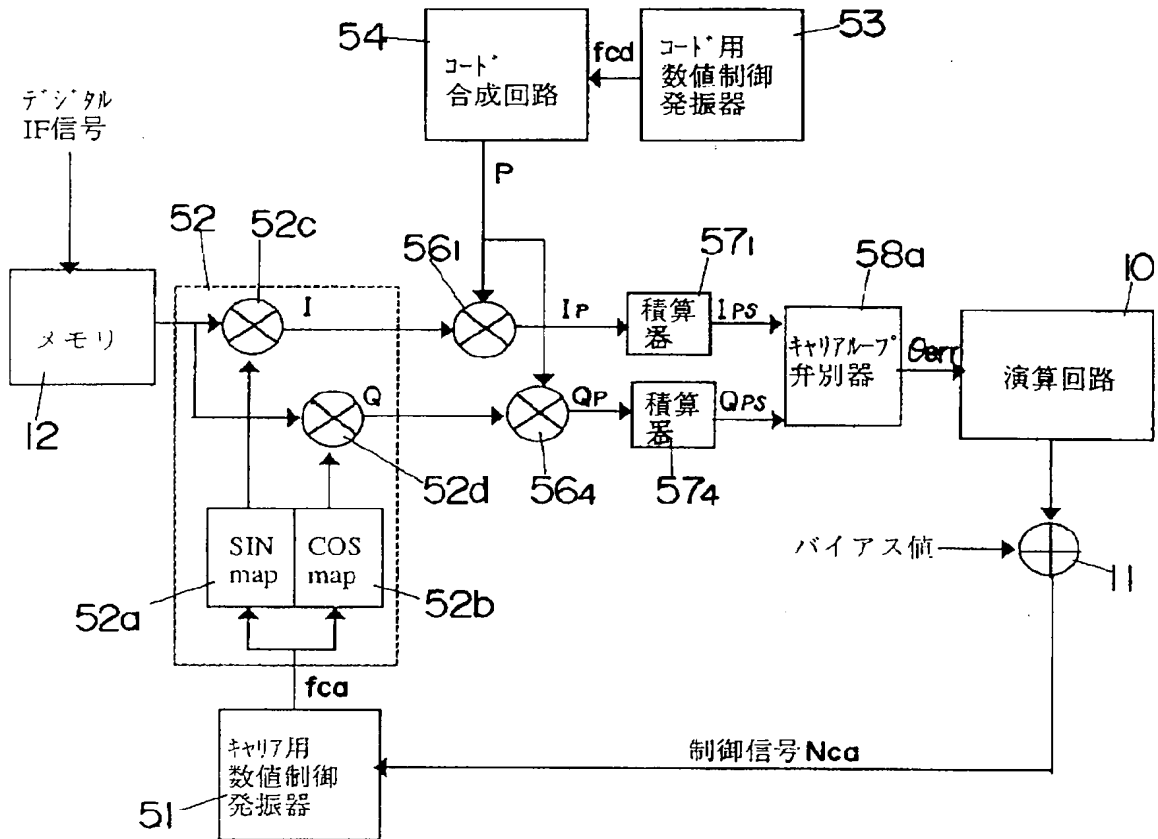 54
コード
合成回路
fcd
53
コード用
数値制御
発振器
デジタル
IF信号
P
52
52c
I
56₁
IP
57₁
積算
器
IPS
58a
キャリアループ
弁別器
θerr
10
演算回路
メモリ
12
Q
52d
56₄
QP
積算
器
57₄
QPS
SIN
map
COS
map
52a
52b
バイアス値
11
fca
キャリア用
数値制御
発振器
51
制御信号Nca